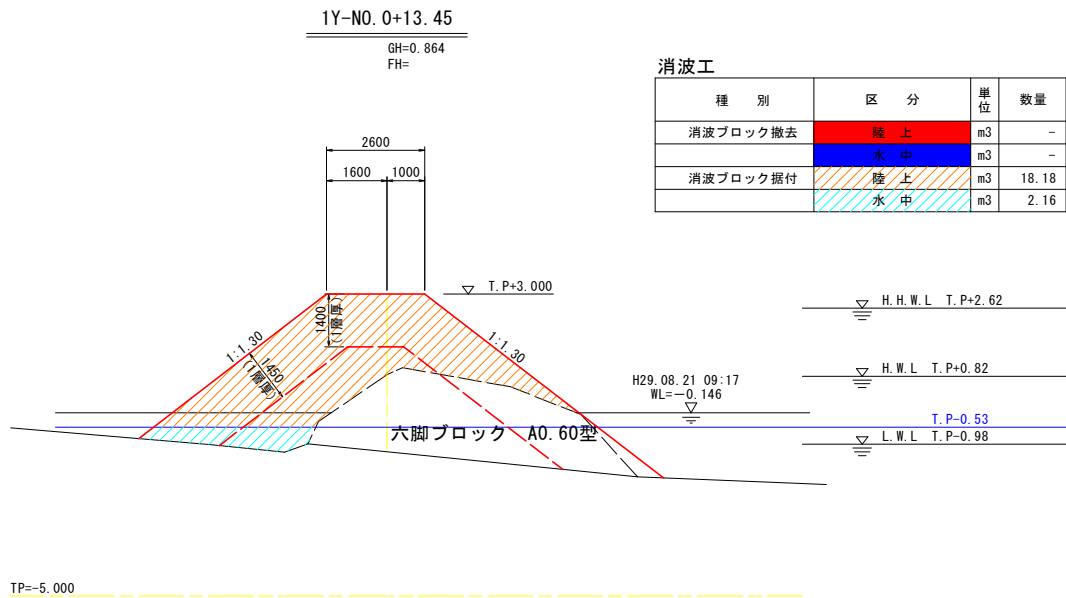 1Y-NO.0+13.45
GH=0.864
FH=
消波工
種 別 区 分 単位 数量
消波ブロック撤去 陸 上 m3 -
水 中 m3 -
消波ブロック据付 陸 上 m3 18.18
水 中 m3 2.16
2600
1600 1000
T.P+3.000
1400
(1層厚)
1:1.30
1:1.30
1450
(1層厚)
H.H.W.L T.P+2.62
H.W.L T.P+0.82
H29.08.21 09:17
WL=-0.146
T.P-0.53
L.W.L T.P-0.98
六脚ブロック A0.60型
TP=-5.000